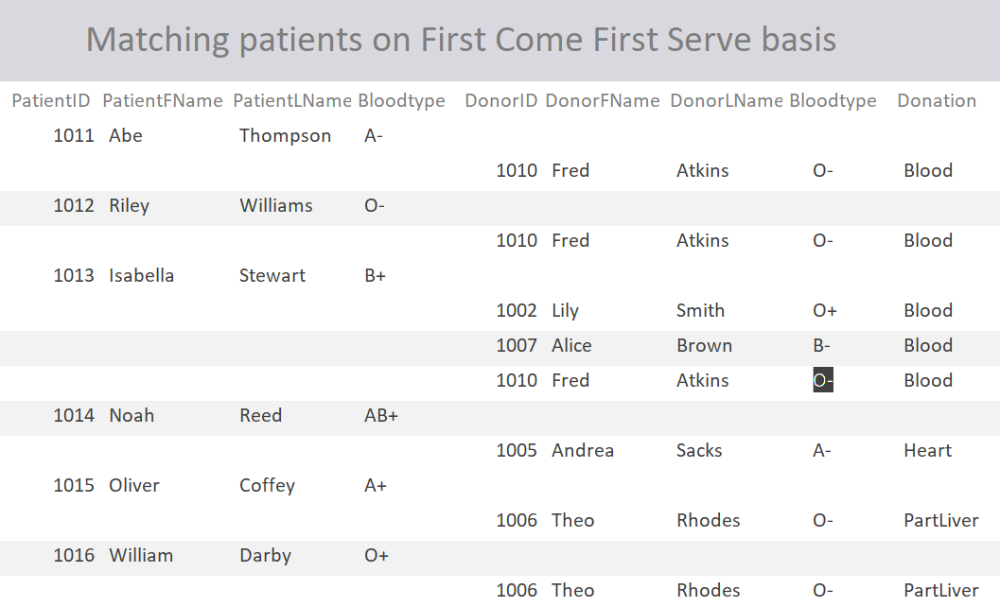 Matching patients on First Come First Serve basis
PatientID PatientFName PatientLName Bloodtype DonorID DonorFName DonorLName Bloodtype Donation
1011 Abe Thompson A-
1010 Fred Atkins O- Blood
1012 Riley Williams O-
1010 Fred Atkins O- Blood
1013 Isabella Stewart B+
1002 Lily Smith O+ Blood
1007 Alice Brown B- Blood
1010 Fred Atkins O- Blood
1014 Noah Reed AB+
1005 Andrea Sacks A- Heart
1015 Oliver Coffey A+
1006 Theo Rhodes O- PartLiver
1016 William Darby O+
1006 Theo Rhodes O- PartLiver